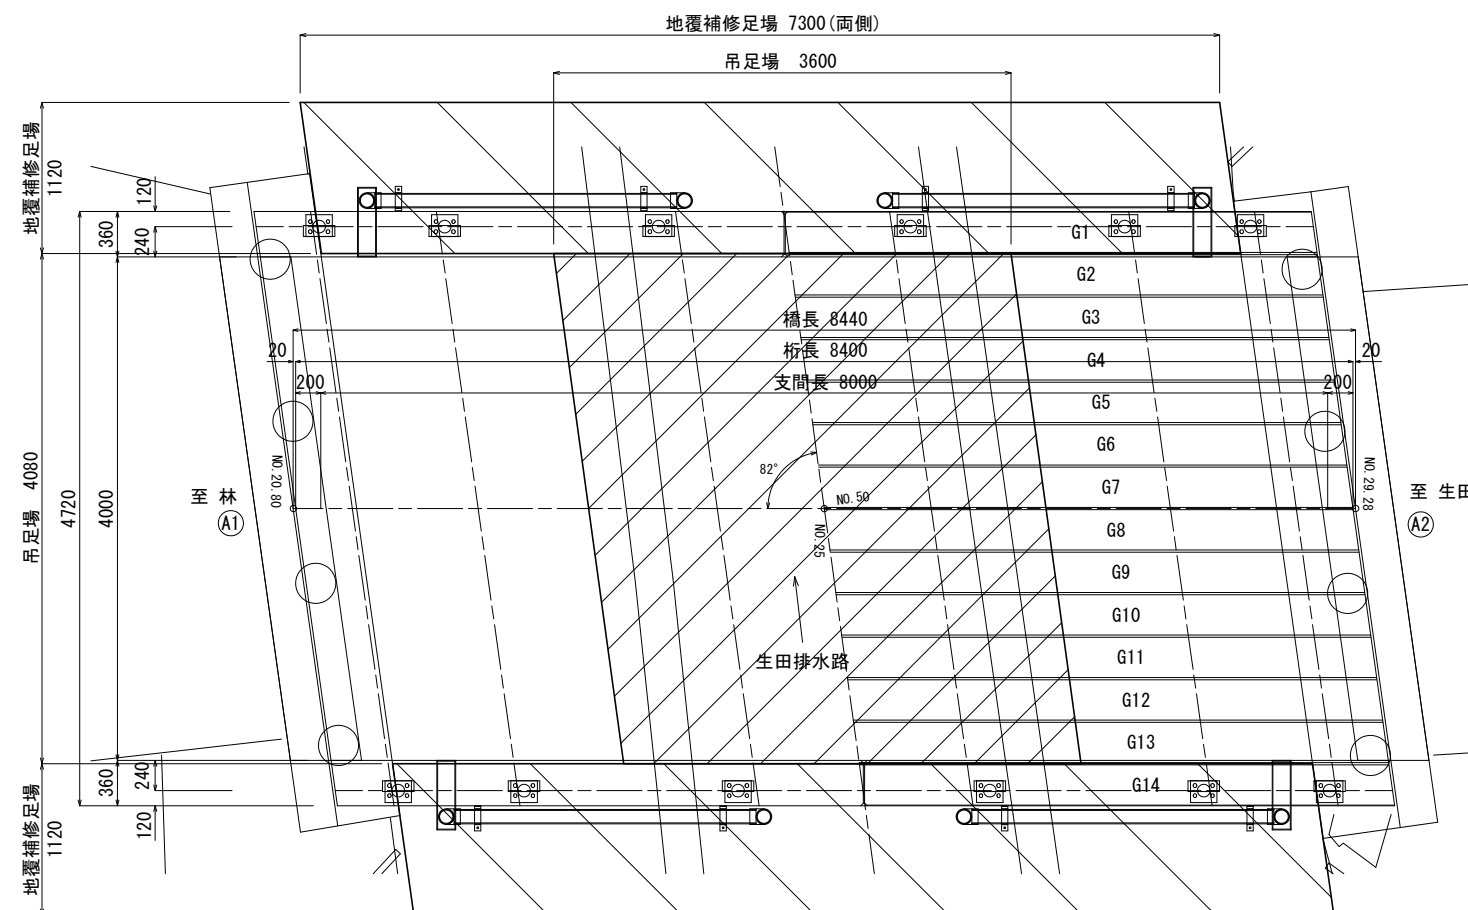 地覆補修足場 7300(両側)
吊足場 3600
地覆補修足場
1120
120
360
240
G1
G2
橋長 8440
G3
20
桁長 8400
20
G4
200
支間長 8000
200
G5
G6
吊足場 4080
4720
4000
至 林
A1
NO.20.80
82°
NO.50
G7
NO.29.28
至 生田
A2
NO.25
G8
G9
G10
生田排水路
G11
G12
G13
360
240
G14
120
地覆補修足場
1120